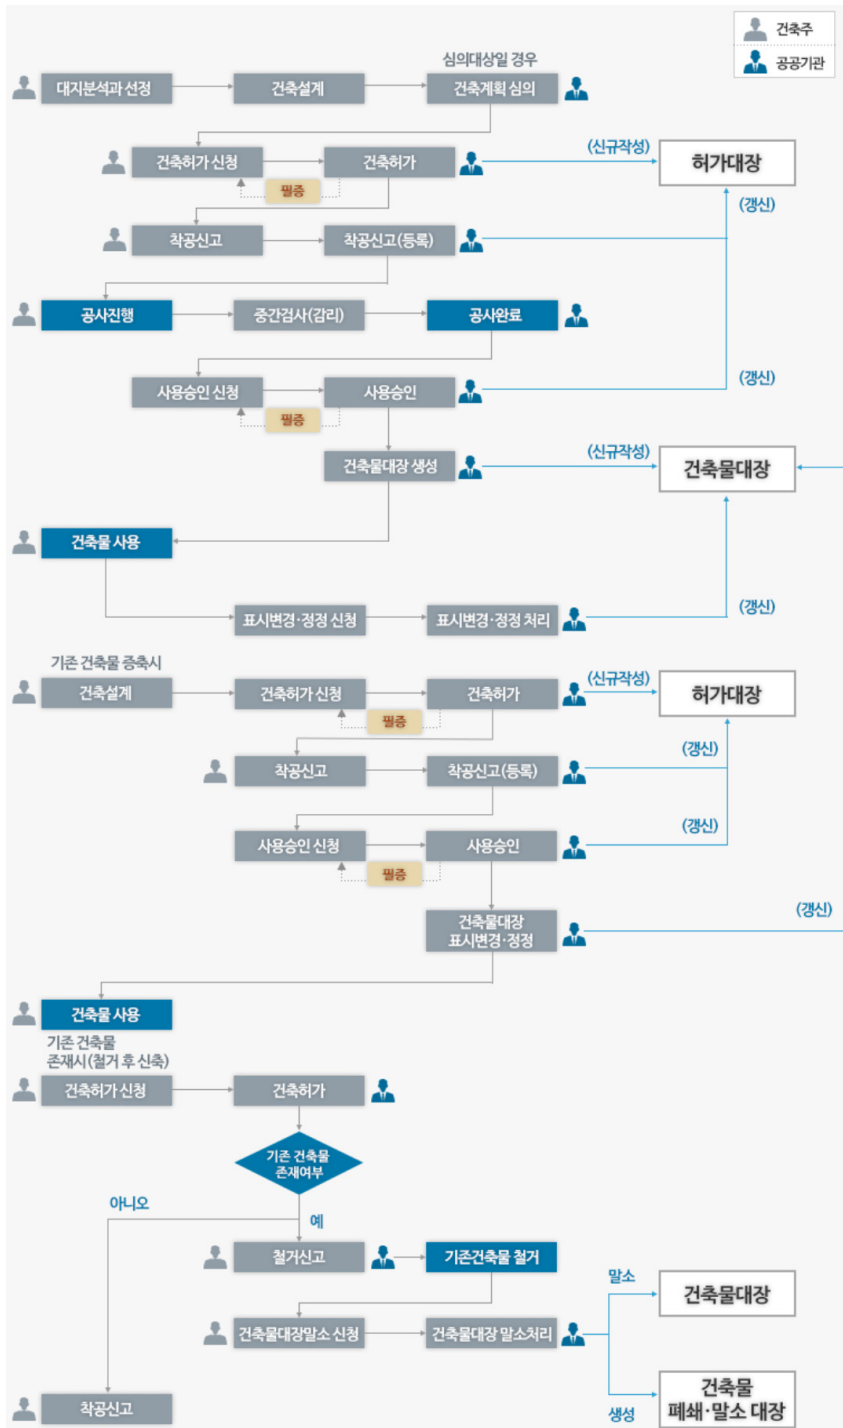 건축주
공공기관
심의대상일 경우
대지분석과 선정
건축설계
건축계획 심의
건축허가 신청
건축허가
(신규작성)
허가대장
필증
(갱신)
착공신고
착공신고(등록)
공사진행
중간검사(감리)
공사완료
사용승인 신청
사용승인
(갱신)
필증
건축물대장 생성
(신규작성)
건축물대장
건축물 사용
표시변경·정정 신청
표시변경·정정 처리
(갱신)
기존 건축물 증축시
건축설계
건축허가 신청
건축허가
(신규작성)
허가대장
필증
착공신고
착공신고(등록)
(갱신)
사용승인 신청
사용승인
(갱신)
필증
건축물대장
표시변경·정정
(갱신)
건축물 사용
기존 건축물
존재시(철거 후 신축)
건축허가 신청
건축허가
기존 건축물
존재여부
아니오
예
철거신고
기존건축물 철거
말소
건축물대장
건축물대장말소 신청
건축물대장 말소처리
착공신고
생성
건축물
폐쇄·말소 대장